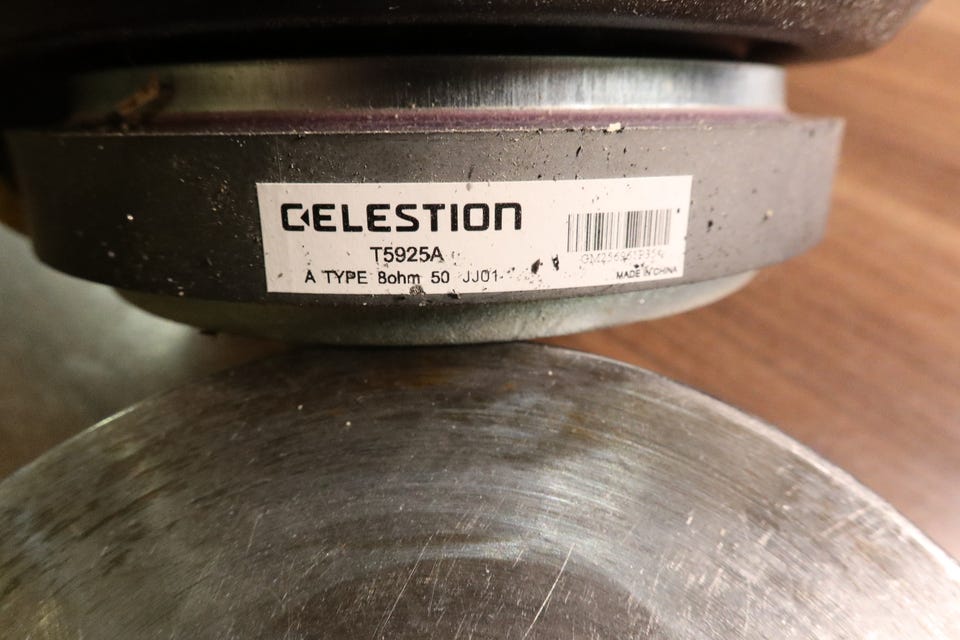 CELESTION
T5925A
A TYPE 8ohm 50 JJ01
MADE IN CHINA